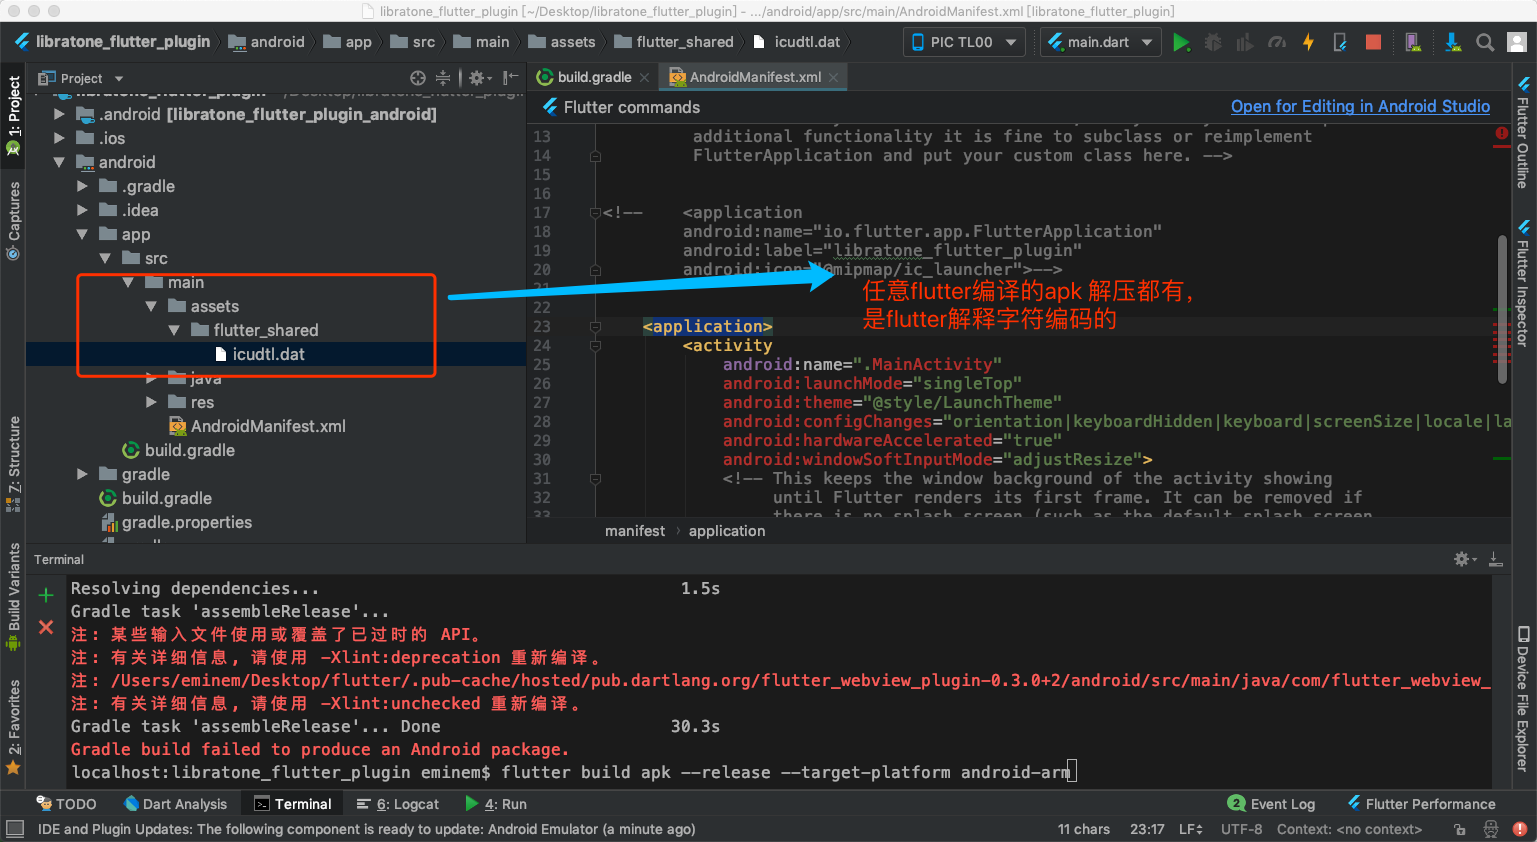 libratone_flutter_plugin [~/Desktop/libratone_flutter_plugin] - .../android/app/src/main/AndroidManifest.xml [libratone_flutter_plugin]
libratone_flutter_plugin android app src main assets flutter_shared icudtl.dat PIC TL00 main.dart
1: Project
Captures
Z: Structure
Build Variants
2: Favorites
Project
.android [libratone_flutter_plugin_android]
.ios
android
.gradle
.idea
app
src
main
assets
flutter_shared
icudtl.dat
java
res
AndroidManifest.xml
build.gradle
gradle
build.gradle
gradle.properties
build.gradle AndroidManifest.xml
Flutter commands Open for Editing in Android Studio
13 additional functionality it is fine to subclass or reimplement
14 FlutterApplication and put your custom class here. -->
15
16
17 <!-- <application
18 android:name="io.flutter.app.FlutterApplication"
19 android:label="libratone_flutter_plugin"
20 android:icon="@mipmap/ic_launcher">-->
21
22
任意flutter编译的apk 解压都有,
是flutter解释字符编码的
23 <application>
24 <activity
25 android:name=".MainActivity"
26 android:launchMode="singleTop"
27 android:theme="@style/LaunchTheme"
28 android:configChanges="orientation|keyboardHidden|keyboard|screenSize|locale|la
29 android:hardwareAccelerated="true"
30 android:windowSoftInputMode="adjustResize">
31 <!-- This keeps the window background of the activity showing
32 until Flutter renders its first frame. It can be removed if
33 there is no splash screen (such as the default splash screen
manifest › application
Flutter Outline
Flutter Inspector
Device File Explorer
Terminal
Resolving dependencies... 1.5s
Gradle task 'assembleRelease'...
注: 某些输入文件使用或覆盖了已过时的 API。
注: 有关详细信息, 请使用 -Xlint:deprecation 重新编译。
注: /Users/eminem/Desktop/flutter/.pub-cache/hosted/pub.dartlang.org/flutter_webview_plugin-0.3.0+2/android/src/main/java/com/flutter_webview_
注: 有关详细信息, 请使用 -Xlint:unchecked 重新编译。
Gradle task 'assembleRelease'... Done 30.3s
Gradle build failed to produce an Android package.
localhost:libratone_flutter_plugin eminem$ flutter build apk --release --target-platform android-arm
TODO Dart Analysis Terminal 6: Logcat 4: Run 2 Event Log Flutter Performance
IDE and Plugin Updates: The following component is ready to update: Android Emulator (a minute ago) 11 chars 23:17 LF UTF-8 Context: <no context>